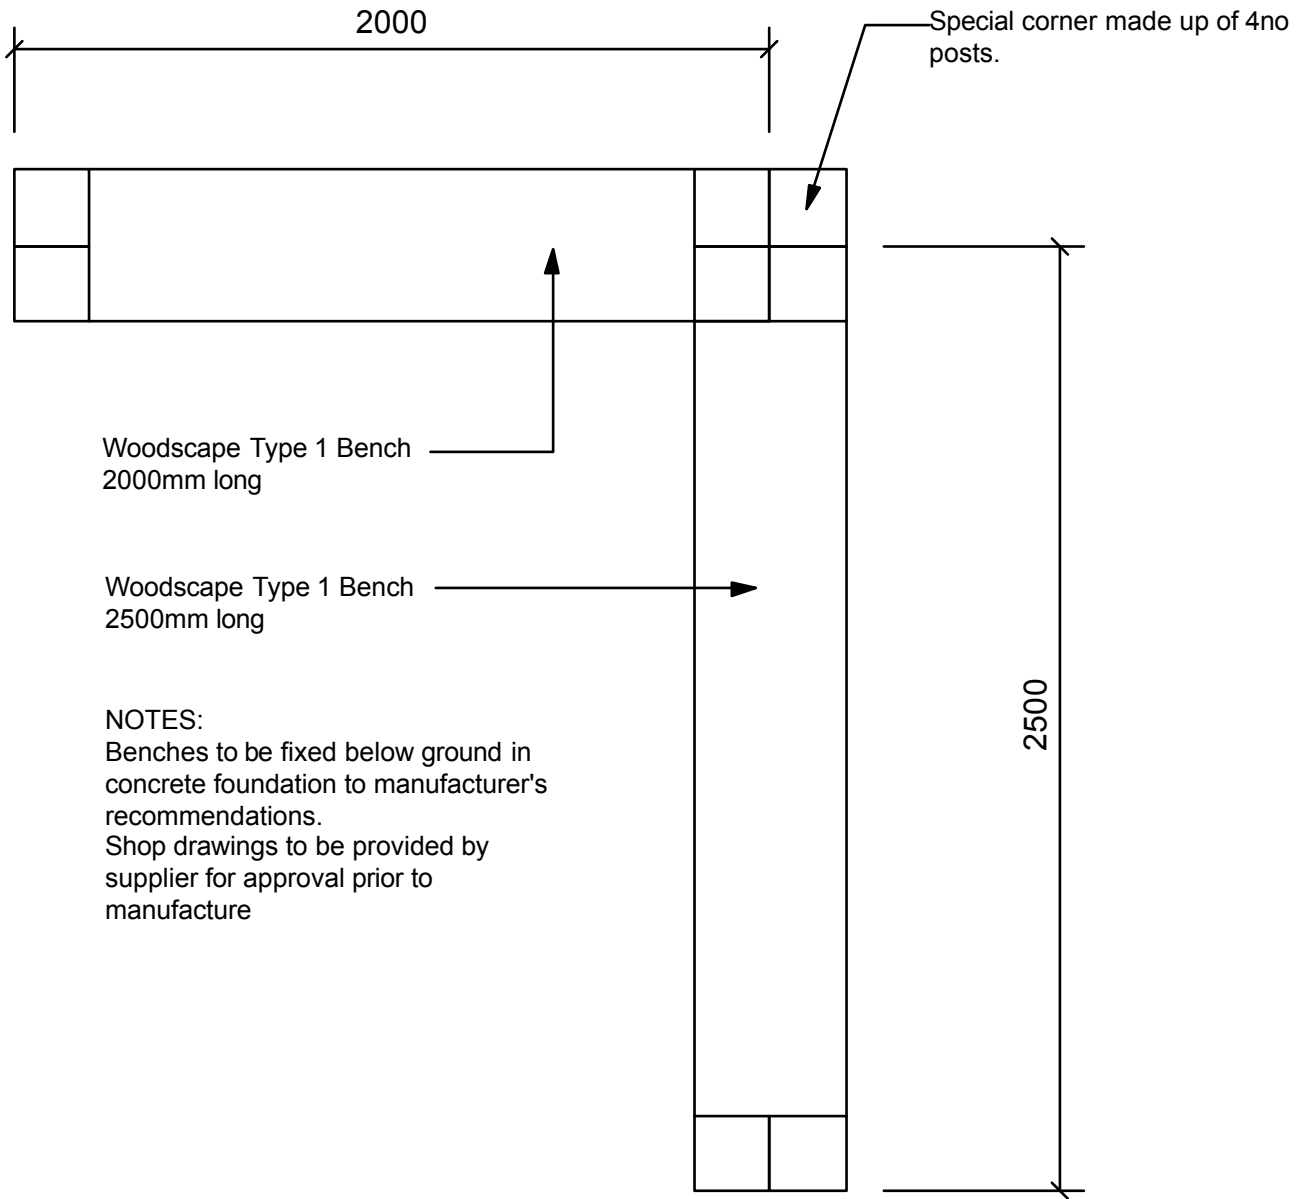 2000
Special corner made up of 4no
posts.
Woodscape Type 1 Bench
2000mm long
Woodscape Type 1 Bench
2500mm long
2500
NOTES:
Benches to be fixed below ground in
concrete foundation to manufacturer's
recommendations.
Shop drawings to be provided by
supplier for approval prior to
manufacture